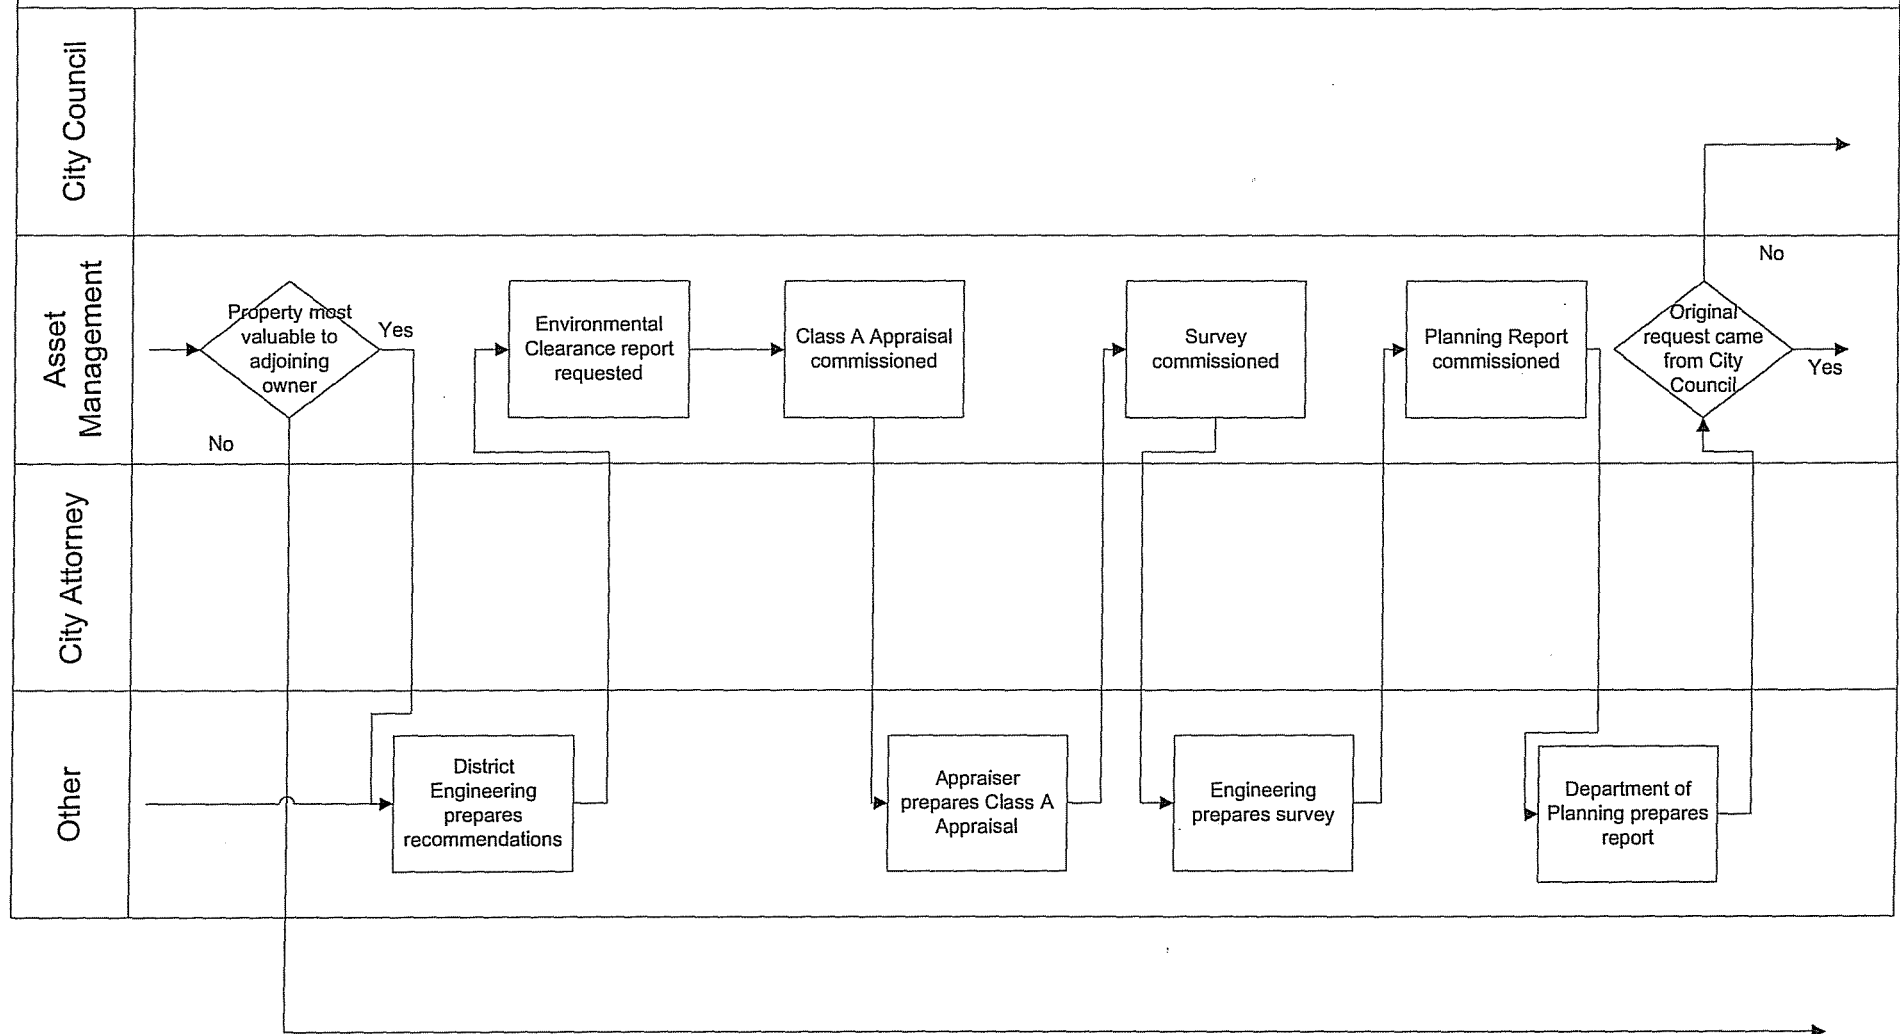 City Council
No
Asset
Management
Property most
valuable to
adjoining
owner
Yes
No
Environmental
Clearance report
requested
Class A Appraisal
commissioned
Survey
commissioned
Planning Report
commissioned
Original
request came
from City
Council
Yes
City Attorney
Other
District
Engineering
prepares
recommendations
Appraiser
prepares Class A
Appraisal
Engineering
prepares survey
Department of
Planning prepares
report